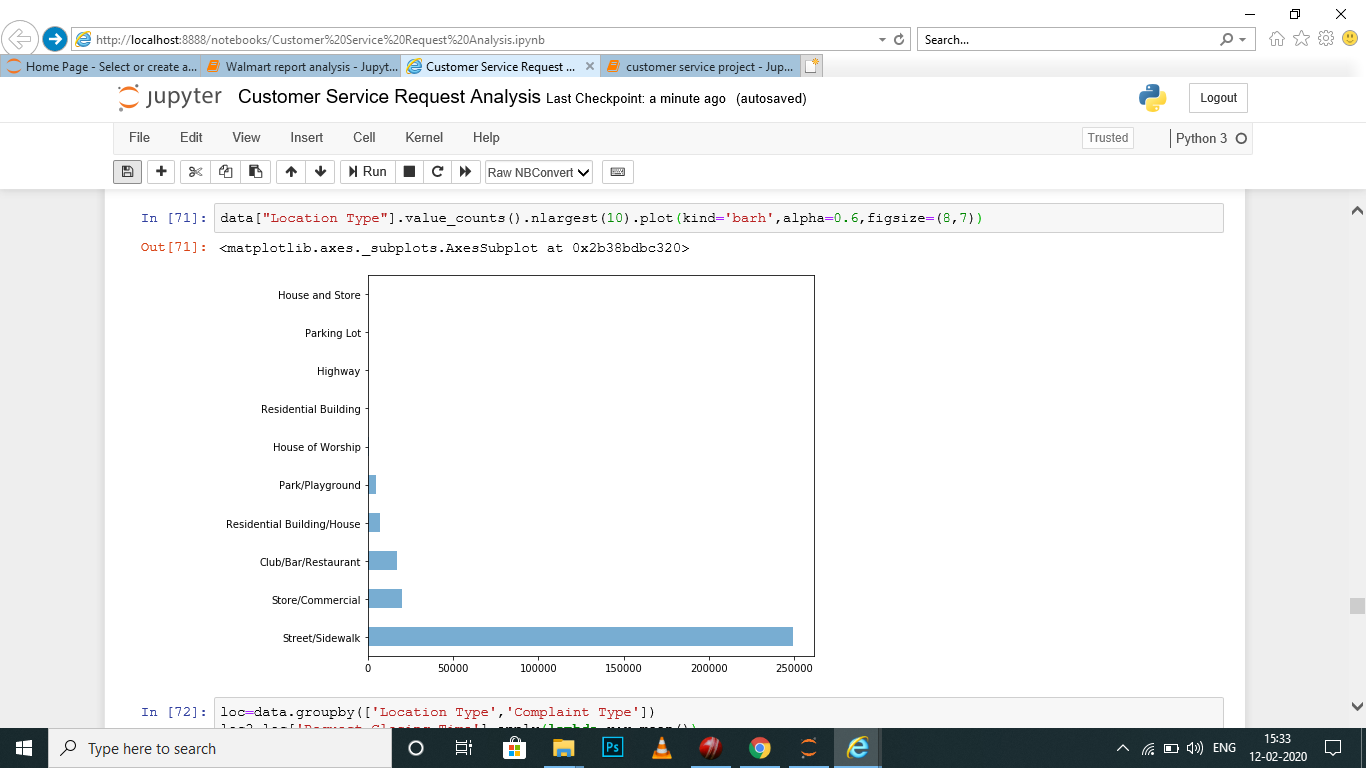 http://localhost:8888/notebooks/Customer%20Service%20Request%20Analysis.ipynb
Search...
Home Page - Select or create a...
Walmart report analysis - Jupyt...
Customer Service Request ...
customer service project - Jup...
jupyter Customer Service Request Analysis Last Checkpoint: a minute ago (autosaved)
Logout
File Edit View Insert Cell Kernel Help
Trusted
Python 3
Run
Raw NBConvert
In [71]: data["Location Type"].value_counts().nlargest(10).plot(kind='barh',alpha=0.6,figsize=(8,7))
Out[71]: <matplotlib.axes._subplots.AxesSubplot at 0x2b38bdbc320>
House and Store
Parking Lot
Highway
Residential Building
House of Worship
Park/Playground
Residential Building/House
Club/Bar/Restaurant
Store/Commercial
Street/Sidewalk
0 50000 100000 150000 200000 250000
In [72]: loc=data.groupby(['Location Type','Complaint Type'])
Type here to search
Ps
ENG
15:33
12-02-2020